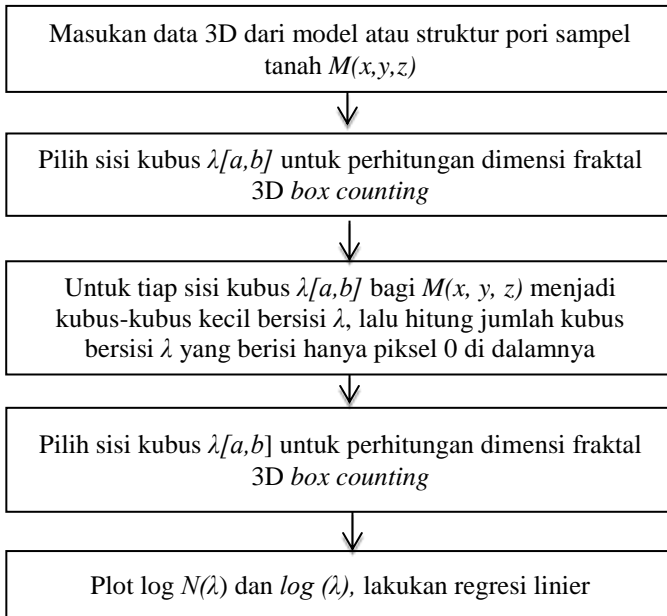 Masukan data 3D dari model atau struktur pori sampel
tanah M(x,y,z)
Pilih sisi kubus λ[a,b] untuk perhitungan dimensi fraktal
3D box counting
Untuk tiap sisi kubus λ[a,b] bagi M(x, y, z) menjadi
kubus-kubus kecil bersisi λ, lalu hitung jumlah kubus
bersisi λ yang berisi hanya piksel 0 di dalamnya
Pilih sisi kubus λ[a,b] untuk perhitungan dimensi fraktal
3D box counting
Plot log N(λ) dan log (λ), lakukan regresi linier